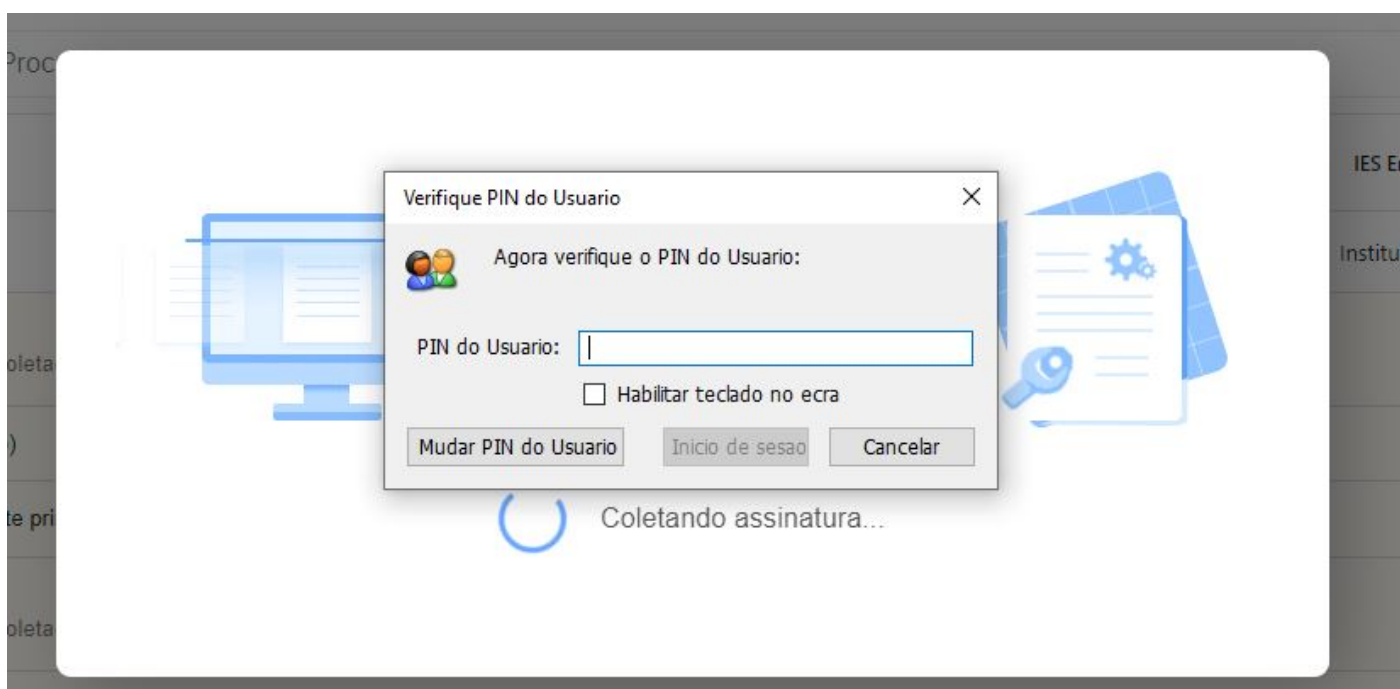 Proc
IES E
Verifique PIN do Usuario
Agora verifique o PIN do Usuario:
Institu
PIN do Usuario:
oleta
Habilitar teclado no ecra
)
Mudar PIN do Usuario
Inicio de sesao
Cancelar
te pri
Coletando assinatura...
oleta